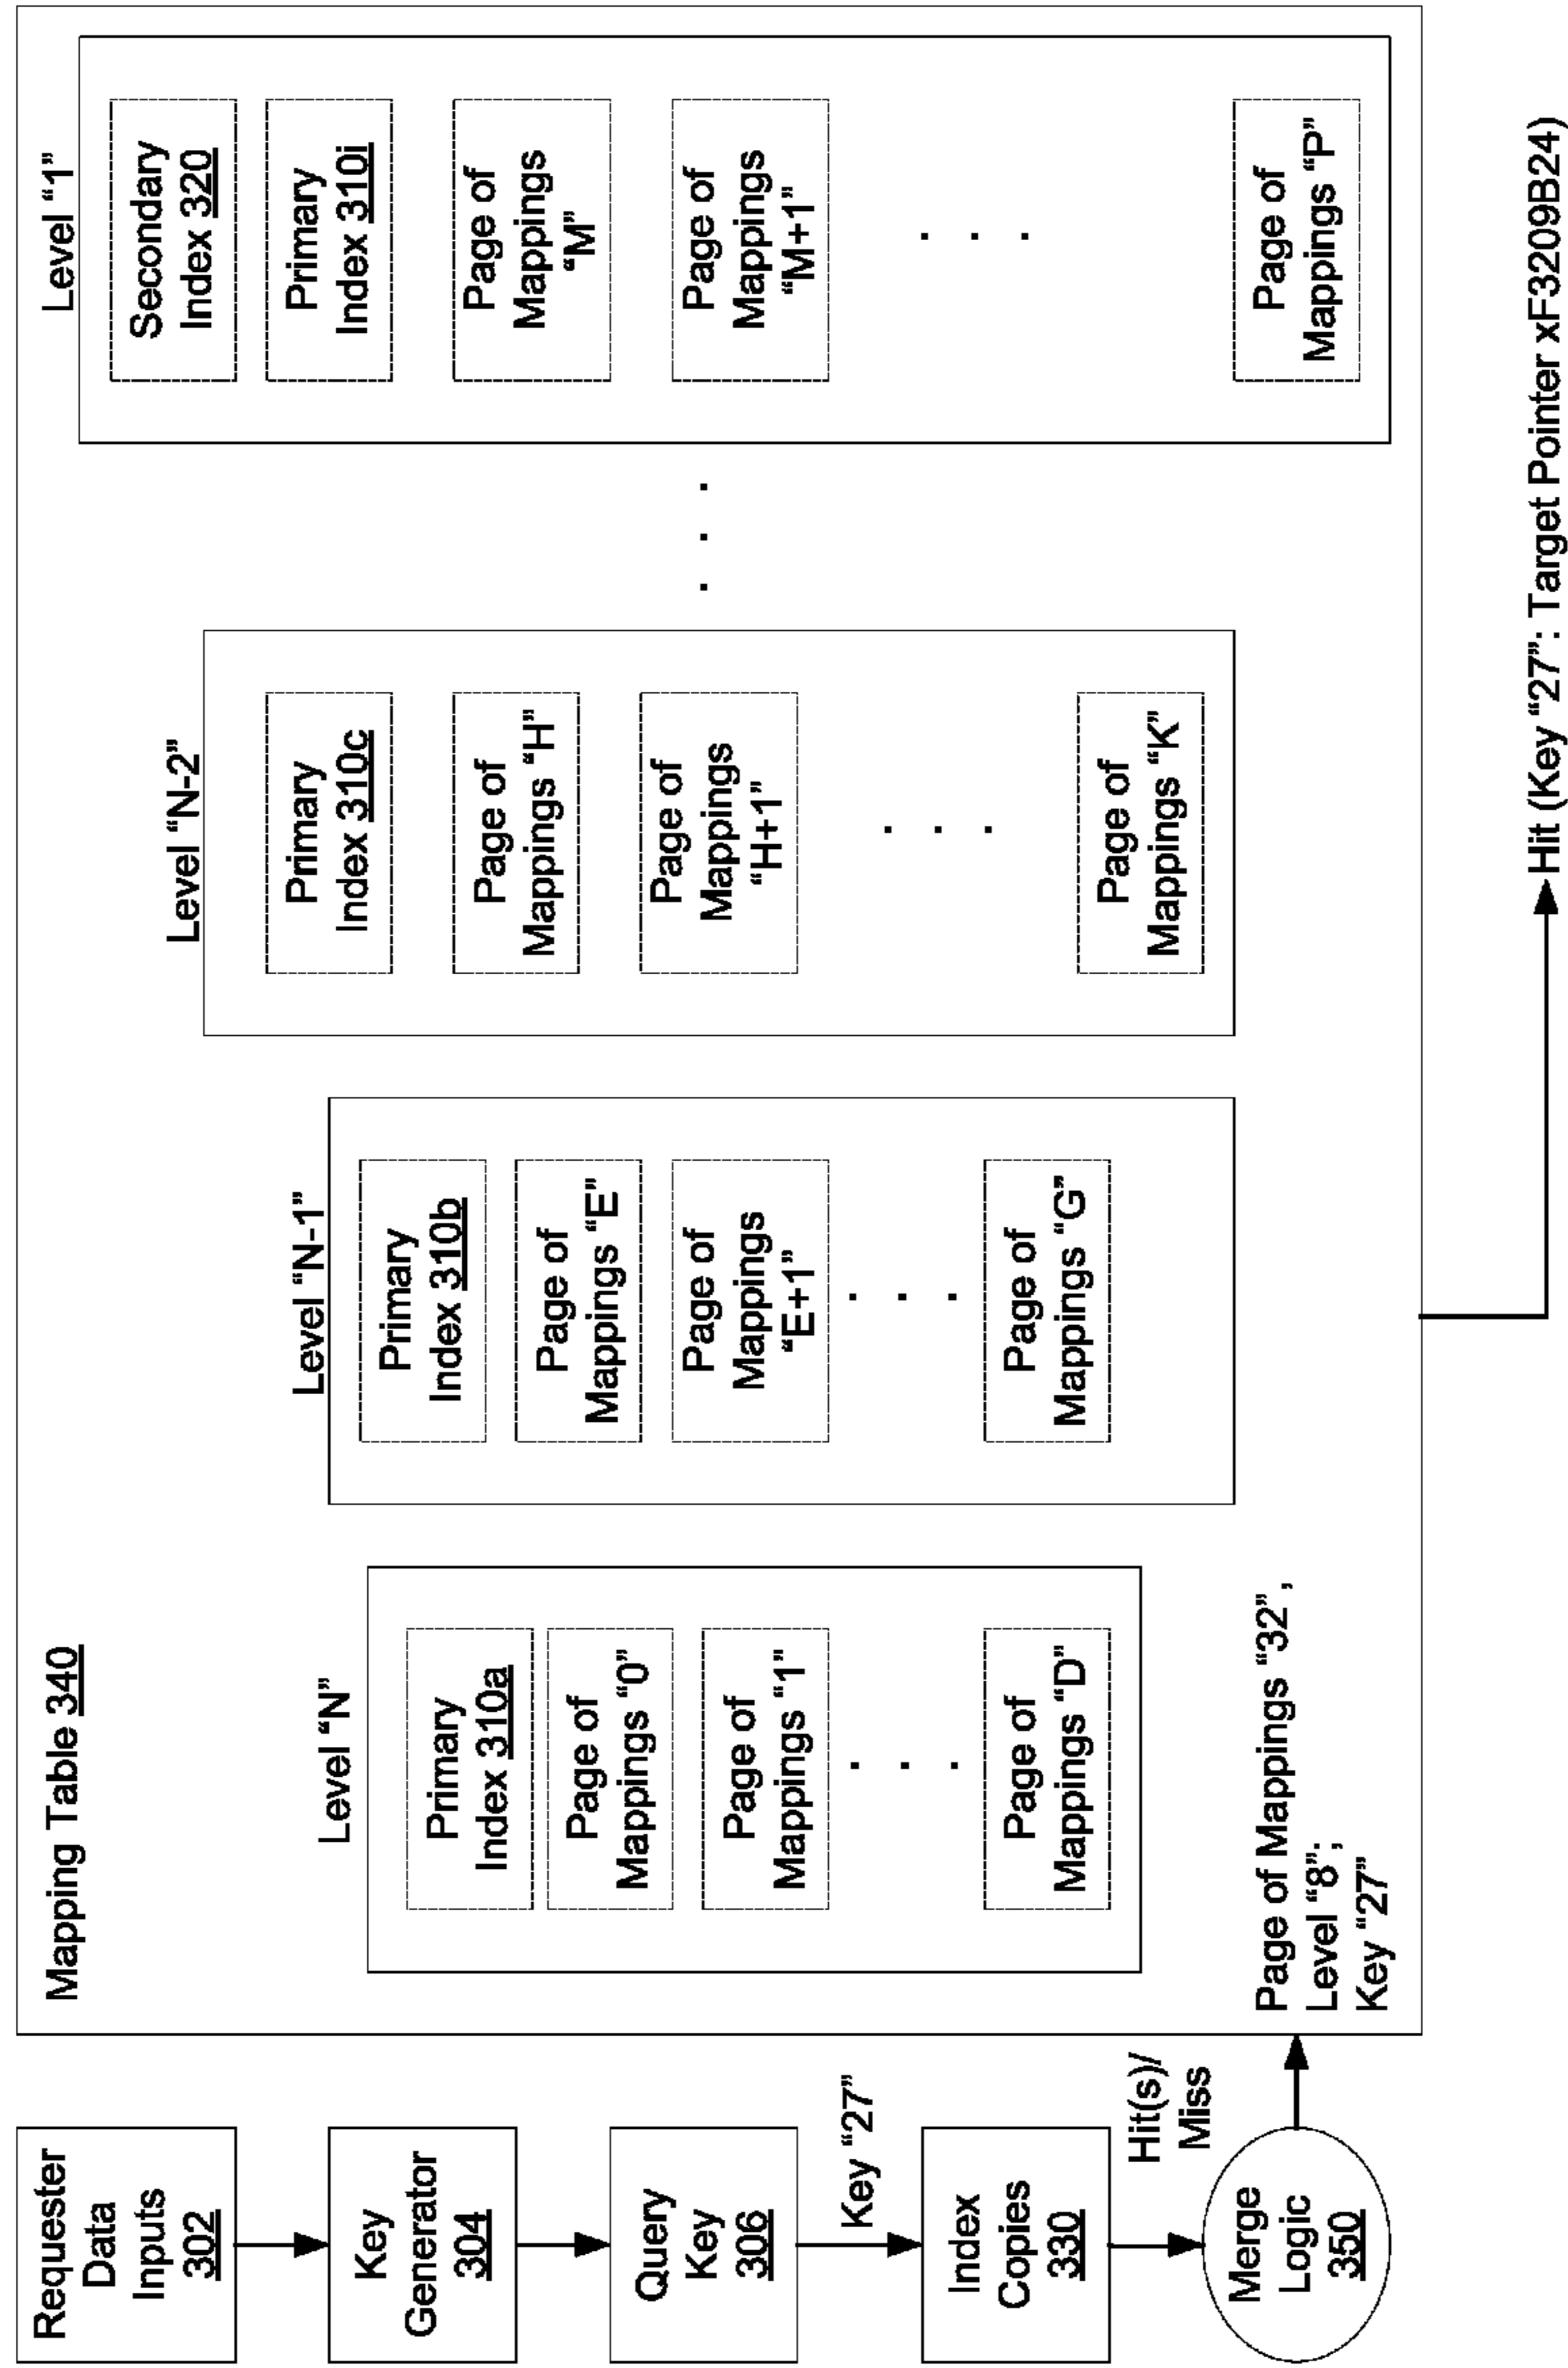 Requester
Data
Inputs
302
Key
Generator
304
Query
Key
306
Key “27”
Index
Copies
330
Hit(s)/
Miss
Merge
Logic
350
Mapping Table 340
Page of Mappings “32”,
Level “8”;
Key “27”
Level “N”
Primary
Index 310a
Page of
Mappings “0”
Page of
Mappings “1”
. . .
Page of
Mappings “D”
Level “N-1”
Primary
Index 310b
Page of
Mappings “E”
Page of
Mappings
“E+1”
. . .
Page of
Mappings “G”
Level “N-2”
Primary
Index 310c
Page of
Mappings “H”
Page of
Mappings
“H+1”
. . .
Page of
Mappings “K”
. . .
Level “1”
Secondary
Index 320
Primary
Index 310i
Page of
Mappings
“M”
Page of
Mappings
“M+1”
. . .
Page of
Mappings “P”
Hit (Key “27”: Target Pointer xF3209B24)